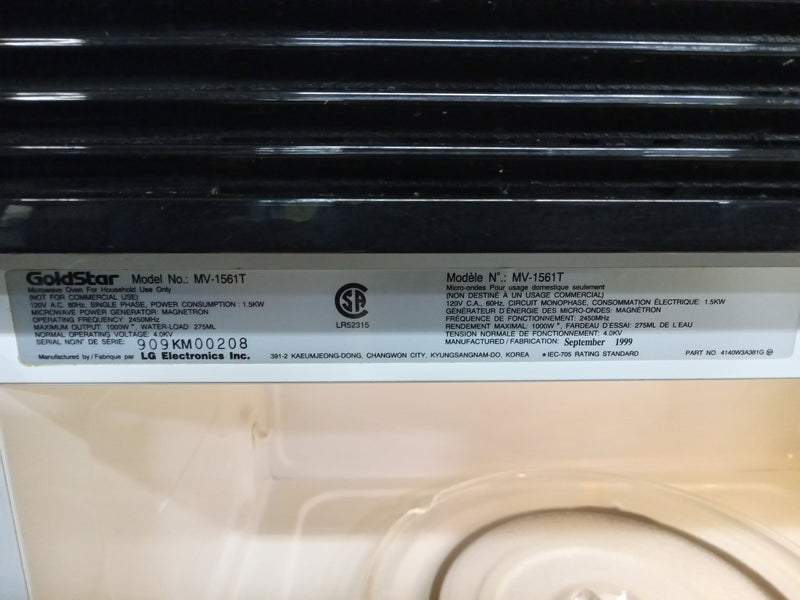 GoldStar Model No.: MV-1561T
Microwave Oven For Household Use Only
(NOT FOR COMMERCIAL USE)
120V A.C. 60Hz, SINGLE PHASE, POWER CONSUMPTION : 1.5KW
MICROWAVE POWER GENERATOR: MAGNETRON
OPERATING FREQUENCY: 2450MHz
MAXIMUM OUTPUT: 1000W*, WATER-LOAD: 275ML
NORMAL OPERATING VOLTAGE: 4.0KV
SERIAL NO/N° DE SÉRIE: 909KM00208
SA
LR52315
Modèle N°.: MV-1561T
Micro-ondes Pour usage domestique seulement
(NON DESTINÉ À UN USAGE COMMERCIAL)
120V C.A., 60Hz, CIRCUIT MONOPHASE, CONSOMMATION ÉLECTRIQUE: 1.5KW
GÉNÉRATEUR D'ÉNERGIE DES MICRO-ONDES: MAGNÉTRON
FRÉQUENCE DE FONCTIONNEMENT: 2450MHz
RENDEMENT MAXIMAL: 1000W*, FARDEAU D'ESSAI: 275ML DE L'EAU
TENSION NORMALE DE FONCTIONNEMENT: 4.0KV
MANUFACTURED / FABRICATION: September 1999
Manufactured by / Fabrique par LG Electronics Inc. 391-2 KAEUMJEONG-DONG, CHANGWON CITY, KYUNGSANGNAM-DO, KOREA *IEC-705 RATING STANDARD PART NO 4140W3A381G